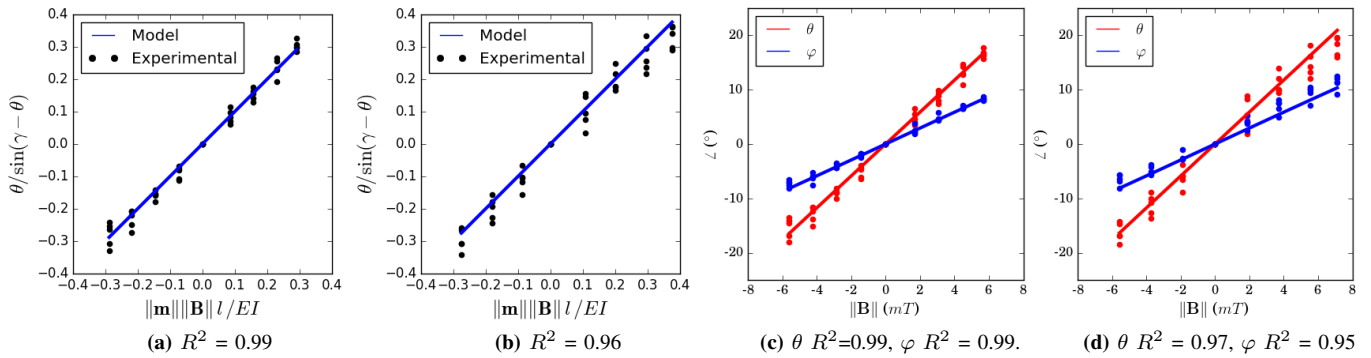 0.4
0.3
0.2
0.1
0.0
−0.1
−0.2
−0.3
−0.4
θ/sin(γ − θ)
Model
Experimental
−0.4 −0.3 −0.2 −0.1 0.0 0.1 0.2 0.3 0.4
‖m‖‖B‖ l/EI
(a) R² = 0.99
0.4
0.3
0.2
0.1
0.0
−0.1
−0.2
−0.3
−0.4
θ/sin(γ − θ)
Model
Experimental
−0.4 −0.3 −0.2 −0.1 0.0 0.1 0.2 0.3 0.4
‖m‖‖B‖ l/EI
(b) R² = 0.96
20
10
0
-10
-20
∠ (°)
θ
φ
-8 -6 -4 -2 0 2 4 6 8
‖B‖ (mT)
(c) θ R²=0.99, φ R² = 0.99.
20
10
0
-10
-20
∠ (°)
θ
φ
-8 -6 -4 -2 0 2 4 6 8
‖B‖ (mT)
(d) θ R² = 0.97, φ R² = 0.95